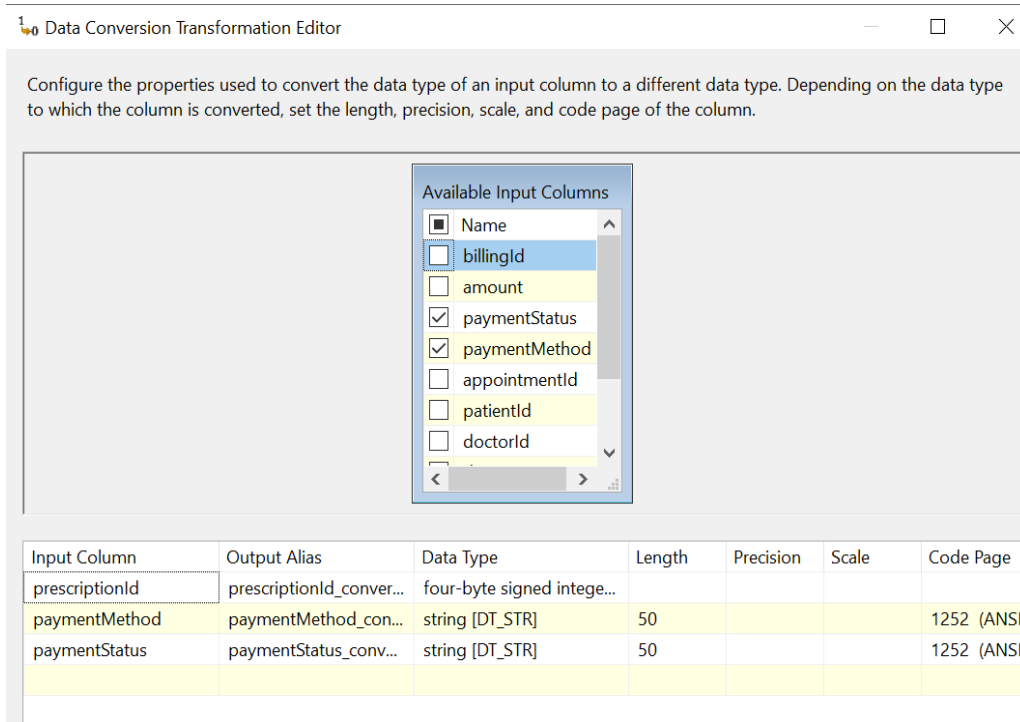 Data Conversion Transformation Editor
Configure the properties used to convert the data type of an input column to a different data type. Depending on the data type
to which the column is converted, set the length, precision, scale, and code page of the column.
Available Input Columns
Name
billingId
amount
paymentStatus
paymentMethod
appointmentId
patientId
doctorId
Input Column Output Alias Data Type Length Precision Scale Code Page
prescriptionId prescriptionId_conver... four-byte signed intege...
paymentMethod paymentMethod_con... string [DT_STR] 50 1252 (ANSI
paymentStatus paymentStatus_conv... string [DT_STR] 50 1252 (ANSI